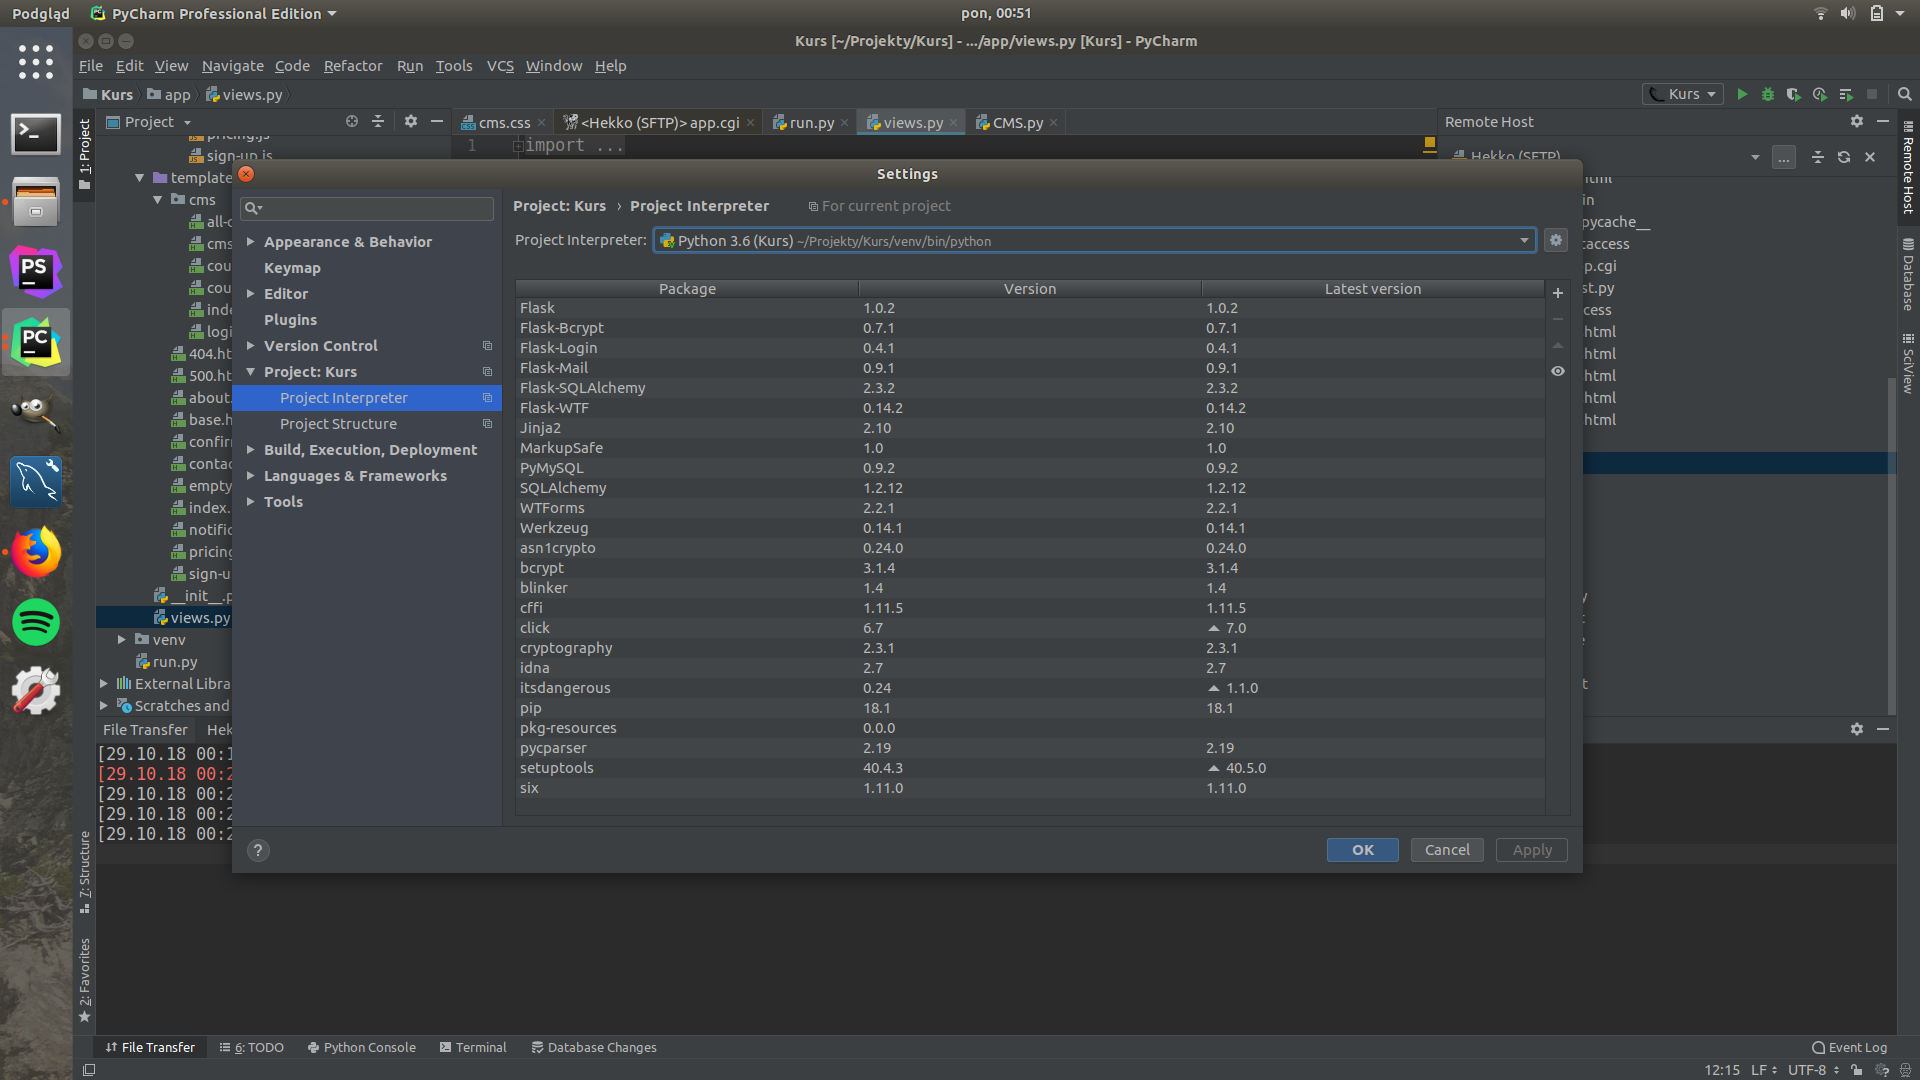 Podgląd
PyCharm Professional Edition
pon, 00:51
Kurs [~/Projekty/Kurs] - .../app/views.py [Kurs] - PyCharm
File Edit View Navigate Code Refactor Run Tools VCS Window Help
Kurs app views.py
Kurs
Project
cms.css
<Hekko (SFTP)> app.cgi
run.py
views.py
CMS.py
Remote Host
1 import ...
Hekko (SFTP)
...
1: Project
7: Structure
2: Favorites
Remote Host
Database
SciView
pricing.js
sign-up.js
template
cms
all-c
cms
cou
cou
inde
logi
404.ht
500.ht
about.
base.h
confirm
contac
empty
index.
notific
pricing
sign-u
__init__.p
views.py
venv
run.py
External Libra
Scratches and
html
in
pycache__
caccess
p.cgi
st.py
cess
html
html
html
html
html
Settings
Appearance & Behavior
Keymap
Editor
Plugins
Version Control
Project: Kurs
Project Interpreter
Project Structure
Build, Execution, Deployment
Languages & Frameworks
Tools
Project: Kurs › Project Interpreter For current project
Project Interpreter: Python 3.6 (Kurs) ~/Projekty/Kurs/venv/bin/python
Package Version Latest version
Flask 1.0.2 1.0.2
Flask-Bcrypt 0.7.1 0.7.1
Flask-Login 0.4.1 0.4.1
Flask-Mail 0.9.1 0.9.1
Flask-SQLAlchemy 2.3.2 2.3.2
Flask-WTF 0.14.2 0.14.2
Jinja2 2.10 2.10
MarkupSafe 1.0 1.0
PyMySQL 0.9.2 0.9.2
SQLAlchemy 1.2.12 1.2.12
WTForms 2.2.1 2.2.1
Werkzeug 0.14.1 0.14.1
asn1crypto 0.24.0 0.24.0
bcrypt 3.1.4 3.1.4
blinker 1.4 1.4
cffi 1.11.5 1.11.5
click 6.7 7.0
cryptography 2.3.1 2.3.1
idna 2.7 2.7
itsdangerous 0.24 1.1.0
pip 18.1 18.1
pkg-resources 0.0.0
pycparser 2.19 2.19
setuptools 40.4.3 40.5.0
six 1.11.0 1.11.0
? OK Cancel Apply
File Transfer Hek
[29.10.18 00:1
[29.10.18 00:2
[29.10.18 00:2
[29.10.18 00:2
[29.10.18 00:2
File Transfer 6: TODO Python Console Terminal Database Changes Event Log
12:15 LF UTF-8
PS
PC